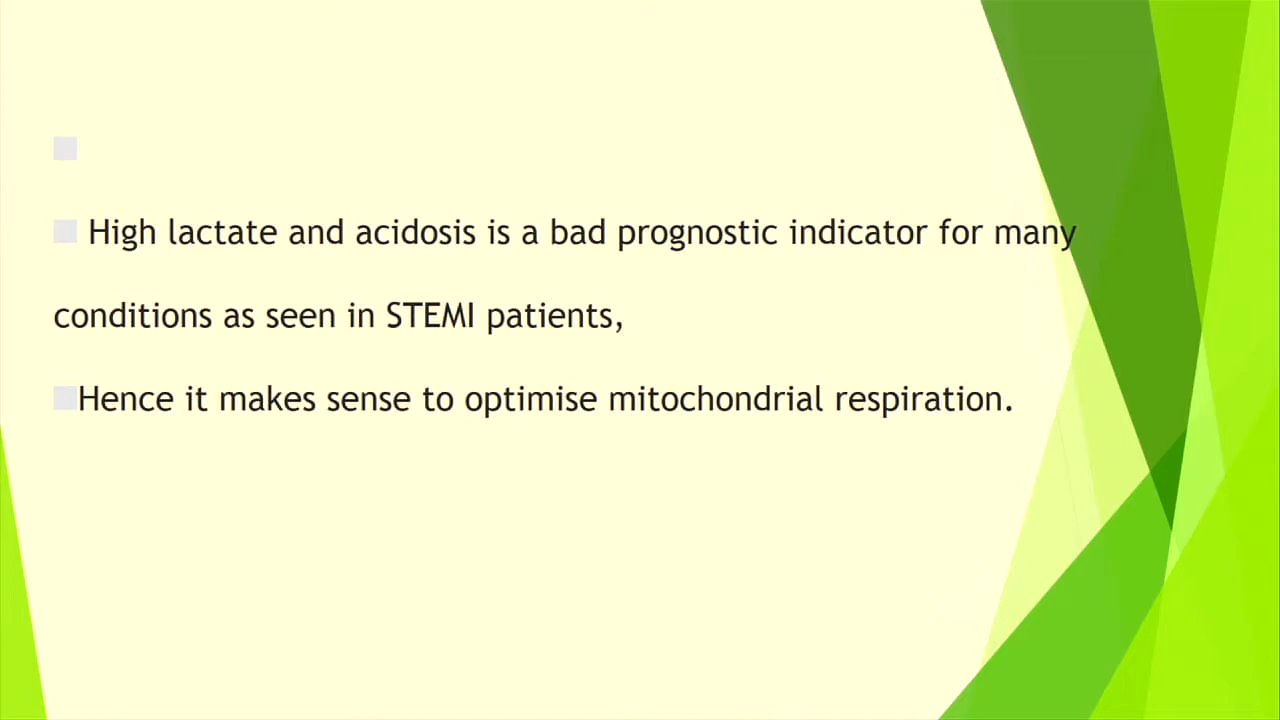 High lactate and acidosis is a bad prognostic indicator for many
conditions as seen in STEMI patients,
Hence it makes sense to optimise mitochondrial respiration.